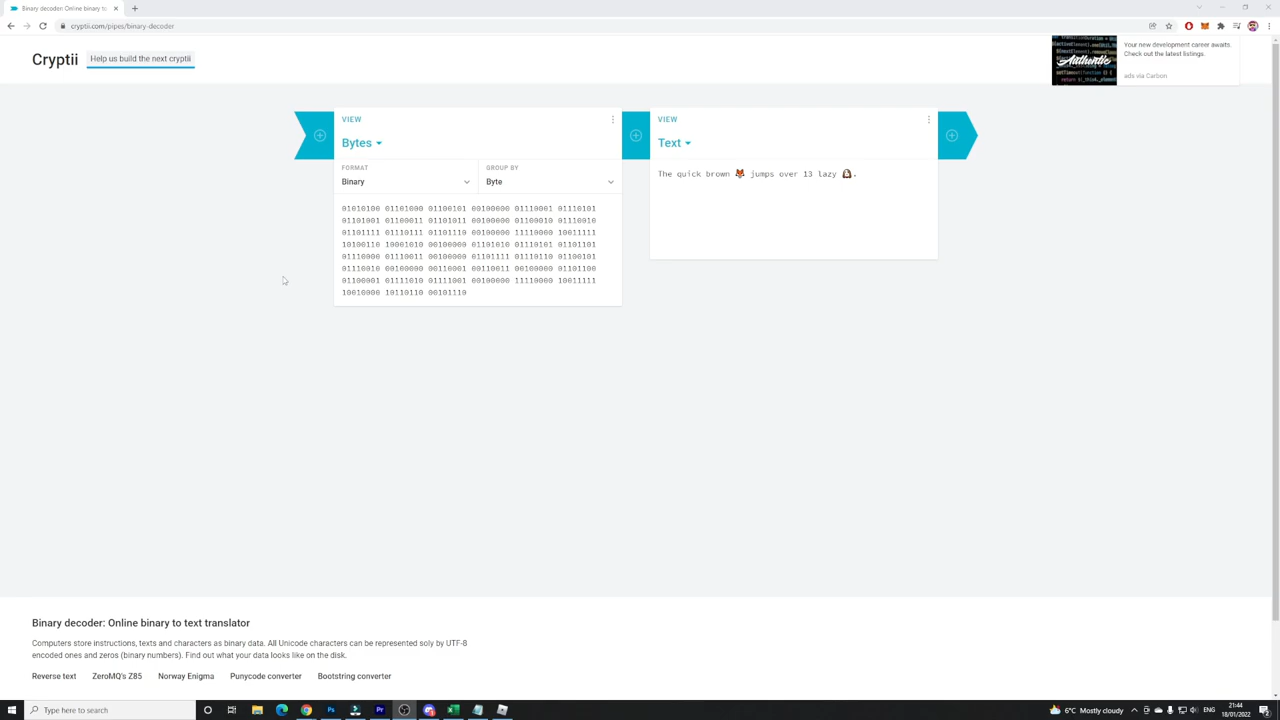 Binary decoder: Online binary to
cryptii.com/pipes/binary-decoder
Cryptii
Help us build the next cryptii
Authentic
Your new development career awaits.
Check out the latest listings.
ads via Carbon
VIEW
Bytes
FORMAT
Binary
GROUP BY
Byte
01010100 01101000 01100101 00100000 01110001 01110101
01101001 01100011 01101011 00100000 01100010 01110010
01101111 01110111 01101110 00100000 11110000 10011111
10100110 10001010 00100000 01101010 01110101 01101101
01110000 01110011 00100000 01101111 01110110 01100101
01110010 00100000 00110001 00110011 00100000 01101100
01100001 01111010 01111001 00100000 11110000 10011111
10010000 10110110 00101110
VIEW
Text
The quick brown 🦊 jumps over 13 lazy 🐶.
Binary decoder: Online binary to text translator
Computers store instructions, texts and characters as binary data. All Unicode characters can be represented soly by UTF-8
encoded ones and zeros (binary numbers). Find out what your data looks like on the disk.
Reverse text
ZeroMQ's Z85
Norway Enigma
Punycode converter
Bootstring converter
Type here to search
6°C Mostly cloudy
ENG
21:44
18/01/2022